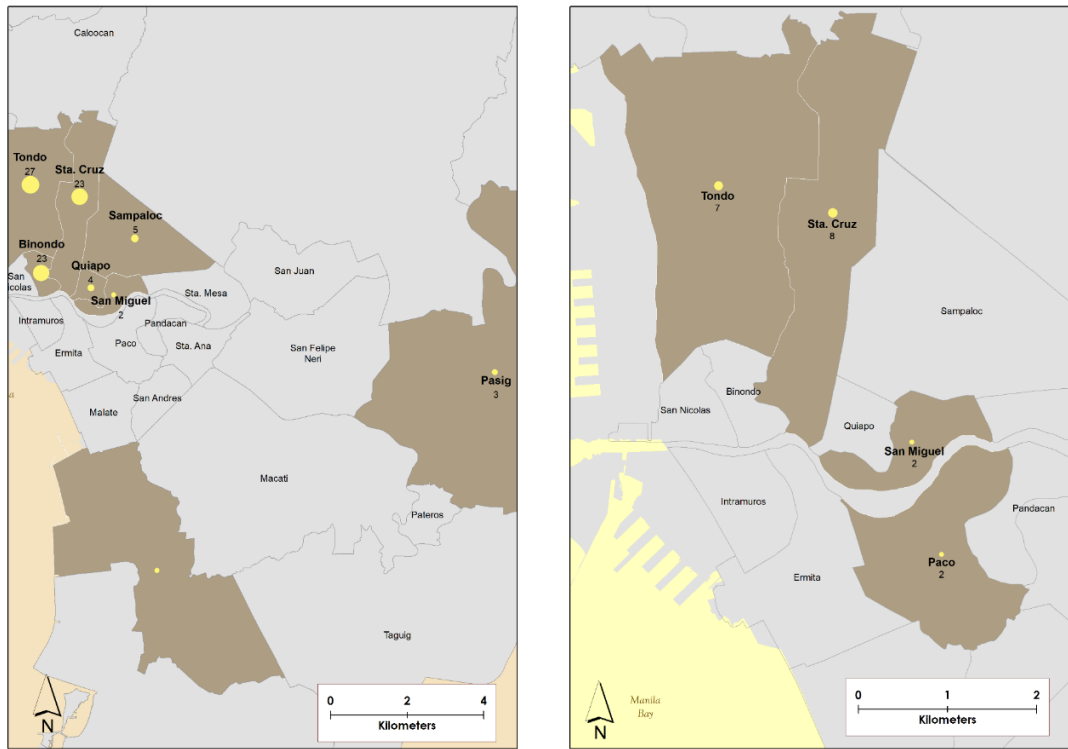 Caloocan
Tondo
27
Sta. Cruz
23
Sampaloc
5
Binondo
23
Quiapo
4
San
icolas
San Miguel
2
Sta. Mesa
San Juan
Intramuros
Pandacan
Ermita
Paco
Sta. Ana
San Felipe
Neri
Pasig
3
Malate
San Andres
Macati
Pateros
Taguig
a
N
0 2 4
Kilometers
Tondo
7
Sta. Cruz
8
Sampaloc
Binondo
San Nicolas
Quiapo
San Miguel
2
Intramuros
Pandacan
Paco
2
Ermita
Manila
Bay
N
0 1 2
Kilometers